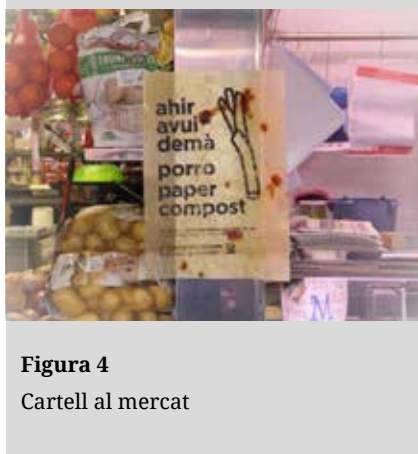 ahir
avui
demà
porro
paper
compost
M
Figura 4
Cartell al mercat